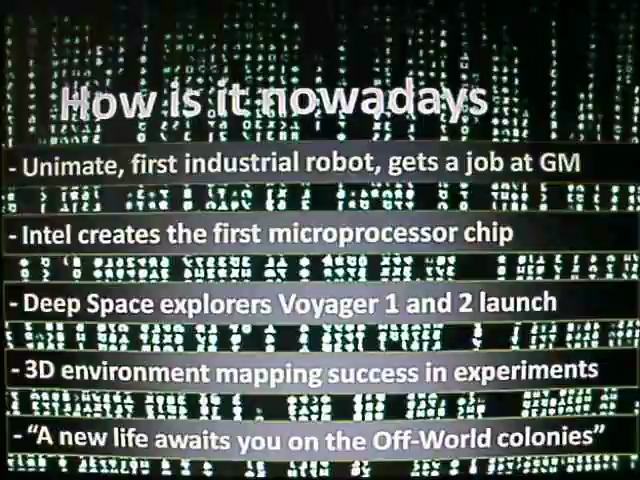 How is it nowadays
- Unimate, first industrial robot, gets a job at GM
- Intel creates the first microprocessor chip
- Deep Space explorers Voyager 1 and 2 launch
- 3D environment mapping success in experiments
- “A new life awaits you on the Off-World colonies”